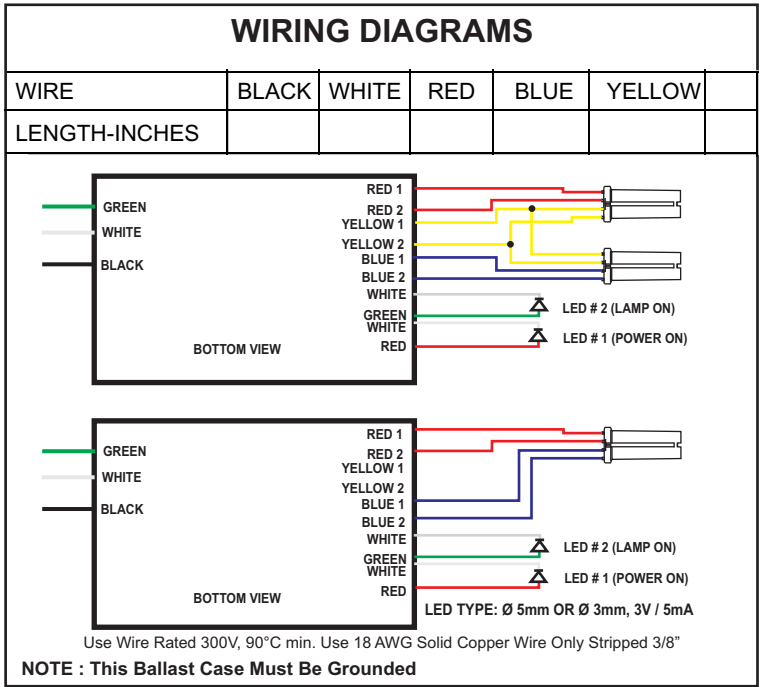 WIRING DIAGRAMS
WIRE BLACK WHITE RED BLUE YELLOW
LENGTH-INCHES
GREEN
WHITE
BLACK
BOTTOM VIEW
RED 1
RED 2
YELLOW 1
YELLOW 2
BLUE 1
BLUE 2
WHITE
GREEN
WHITE
RED
LED # 2 (LAMP ON)
LED # 1 (POWER ON)
GREEN
WHITE
BLACK
BOTTOM VIEW
RED 1
RED 2
YELLOW 1
YELLOW 2
BLUE 1
BLUE 2
WHITE
GREEN
WHITE
RED
LED # 2 (LAMP ON)
LED # 1 (POWER ON)
LED TYPE: Ø 5mm OR Ø 3mm, 3V / 5mA
Use Wire Rated 300V, 90°C min. Use 18 AWG Solid Copper Wire Only Stripped 3/8”
NOTE : This Ballast Case Must Be Grounded